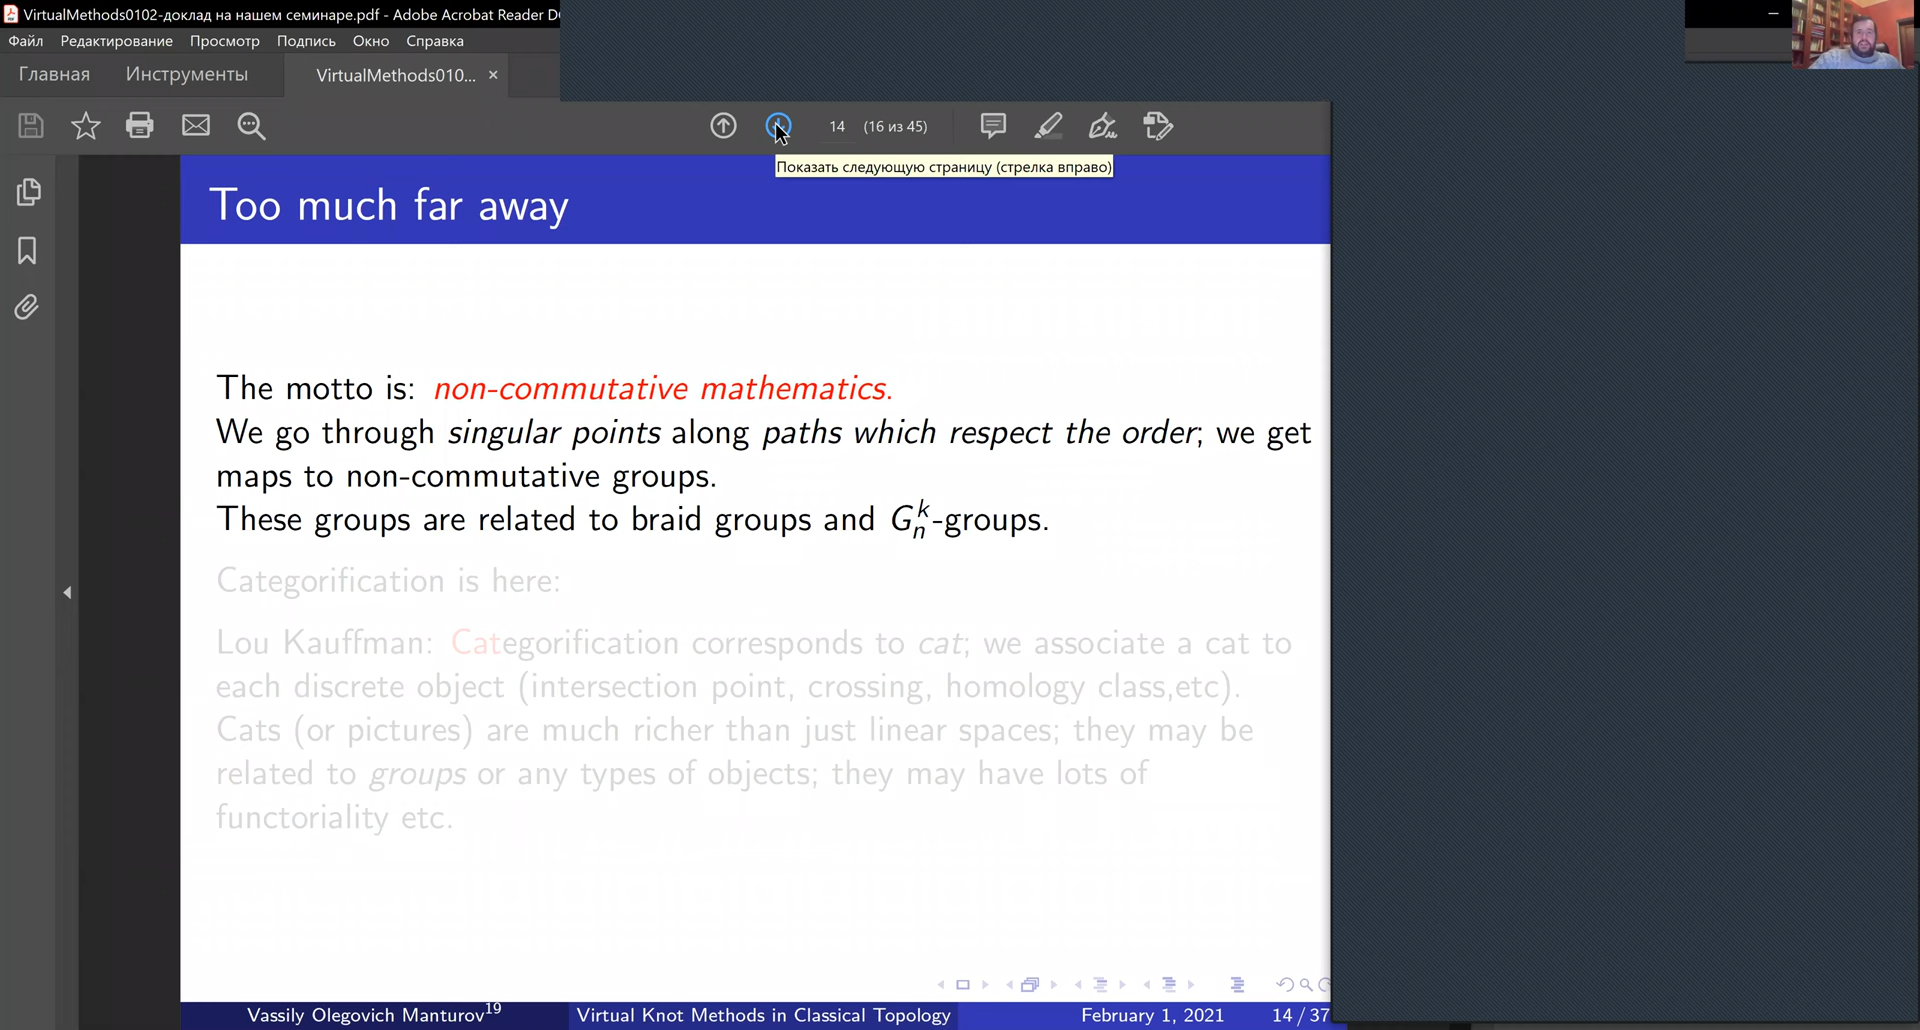 VirtualMethods0102-доклад на нашем семинаре.pdf - Adobe Acrobat Reader
Файл Редактирование Просмотр Подпись Окно Справка
Главная Инструменты VirtualMethods010... ×
14 (16 из 45)
Показать следующую страницу (стрелка вправо)
Too much far away
The motto is: non-commutative mathematics.
We go through singular points along paths which respect the order; we get
maps to non-commutative groups.
These groups are related to braid groups and G_n^k-groups.
Categorification is here:
Lou Kauffman: Categorification corresponds to cat; we associate a cat to
each discrete object (intersection point, crossing, homology class,etc).
Cats (or pictures) are much richer than just linear spaces; they may be
related to groups or any types of objects; they may have lots of
functoriality etc.
Vassily Olegovich Manturov19 Virtual Knot Methods in Classical Topology February 1, 2021 14 / 37